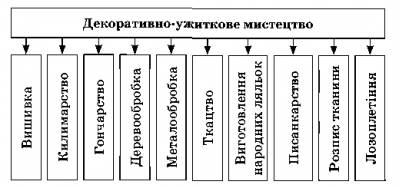 Декоративно-ужиткове мистецтво
Вишивка
Килимарство
Гончарство
Деревообробка
Металообробка
Ткацтво
Виготовлення
народних ляльок
Писанкарство
Розпис тканини
Лозоплетіння